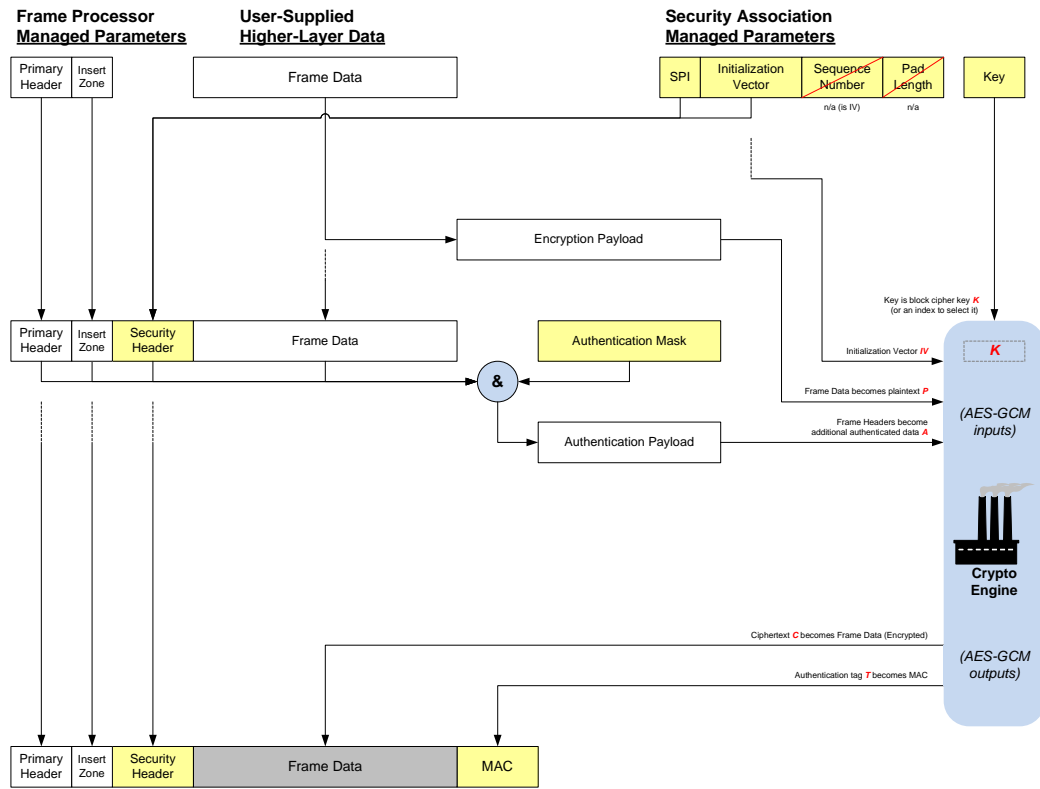 Frame Processor
Managed Parameters
User-Supplied
Higher-Layer Data
Security Association
Managed Parameters
Primary
Header
Insert
Zone
Frame Data
SPI
Initialization
Vector
Sequence
Number
Pad
Length
Key
n/a (is IV)
n/a
Encryption Payload
Key is block cipher key K
(or an index to select it)
Primary
Header
Insert
Zone
Security
Header
Frame Data
Authentication Mask
Initialization Vector IV
K
&
Frame Data becomes plaintext P
(AES-GCM
inputs)
Frame Headers become
additional authenticated data A
Authentication Payload
Crypto
Engine
Ciphertext C becomes Frame Data (Encrypted)
(AES-GCM
outputs)
Authentication tag T becomes MAC
Primary
Header
Insert
Zone
Security
Header
Frame Data
MAC